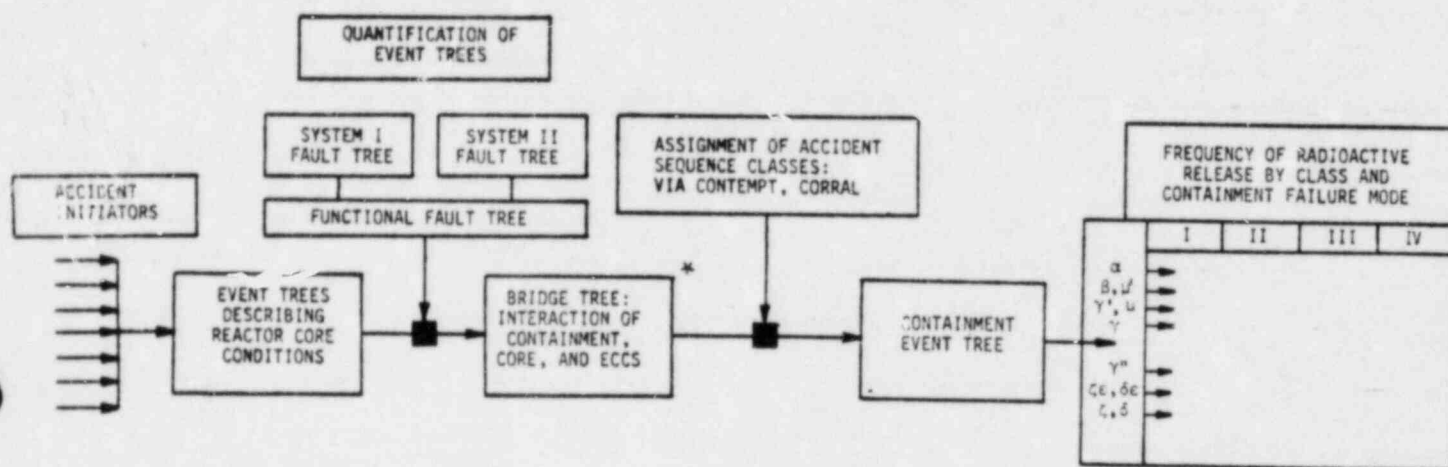 QUANTIFICATION OF
EVENT TREES
SYSTEM I
FAULT TREE
SYSTEM II
FAULT TREE
FUNCTIONAL FAULT TREE
ASSIGNMENT OF ACCIDENT
SEQUENCE CLASSES:
VIA CONTEMPT, CORRAL
FREQUENCY OF RADIOACTIVE
RELEASE BY CLASS AND
CONTAINMENT FAILURE MODE
ACCIDENT
INITIATORS
EVENT TREES
DESCRIBING
REACTOR CORE
CONDITIONS
BRIDGE TREE:
INTERACTION OF
CONTAINMENT,
CORE, AND ECCS
*
CONTAINMENT
EVENT TREE
I II III IV
α
β, μ'
γ', μ
γ
γ"
ζε, δε
ζ, δ